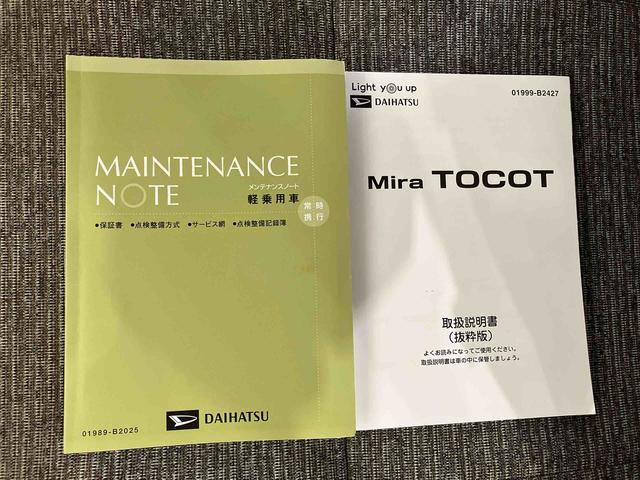 MAINTENANCE
NOTE
メンテナンスノート
軽乗用車
常時
携行
●保証書 ●点検整備方式 ●サービス網 ●点検整備記録簿
DAIHATSU
01989-B2025
Light you up
DAIHATSU
01999-B2427
Mira TOCOT
取扱説明書
(抜粋版)
よくお読みになってご使用ください。
取扱説明書は車の中に保管しましょう。